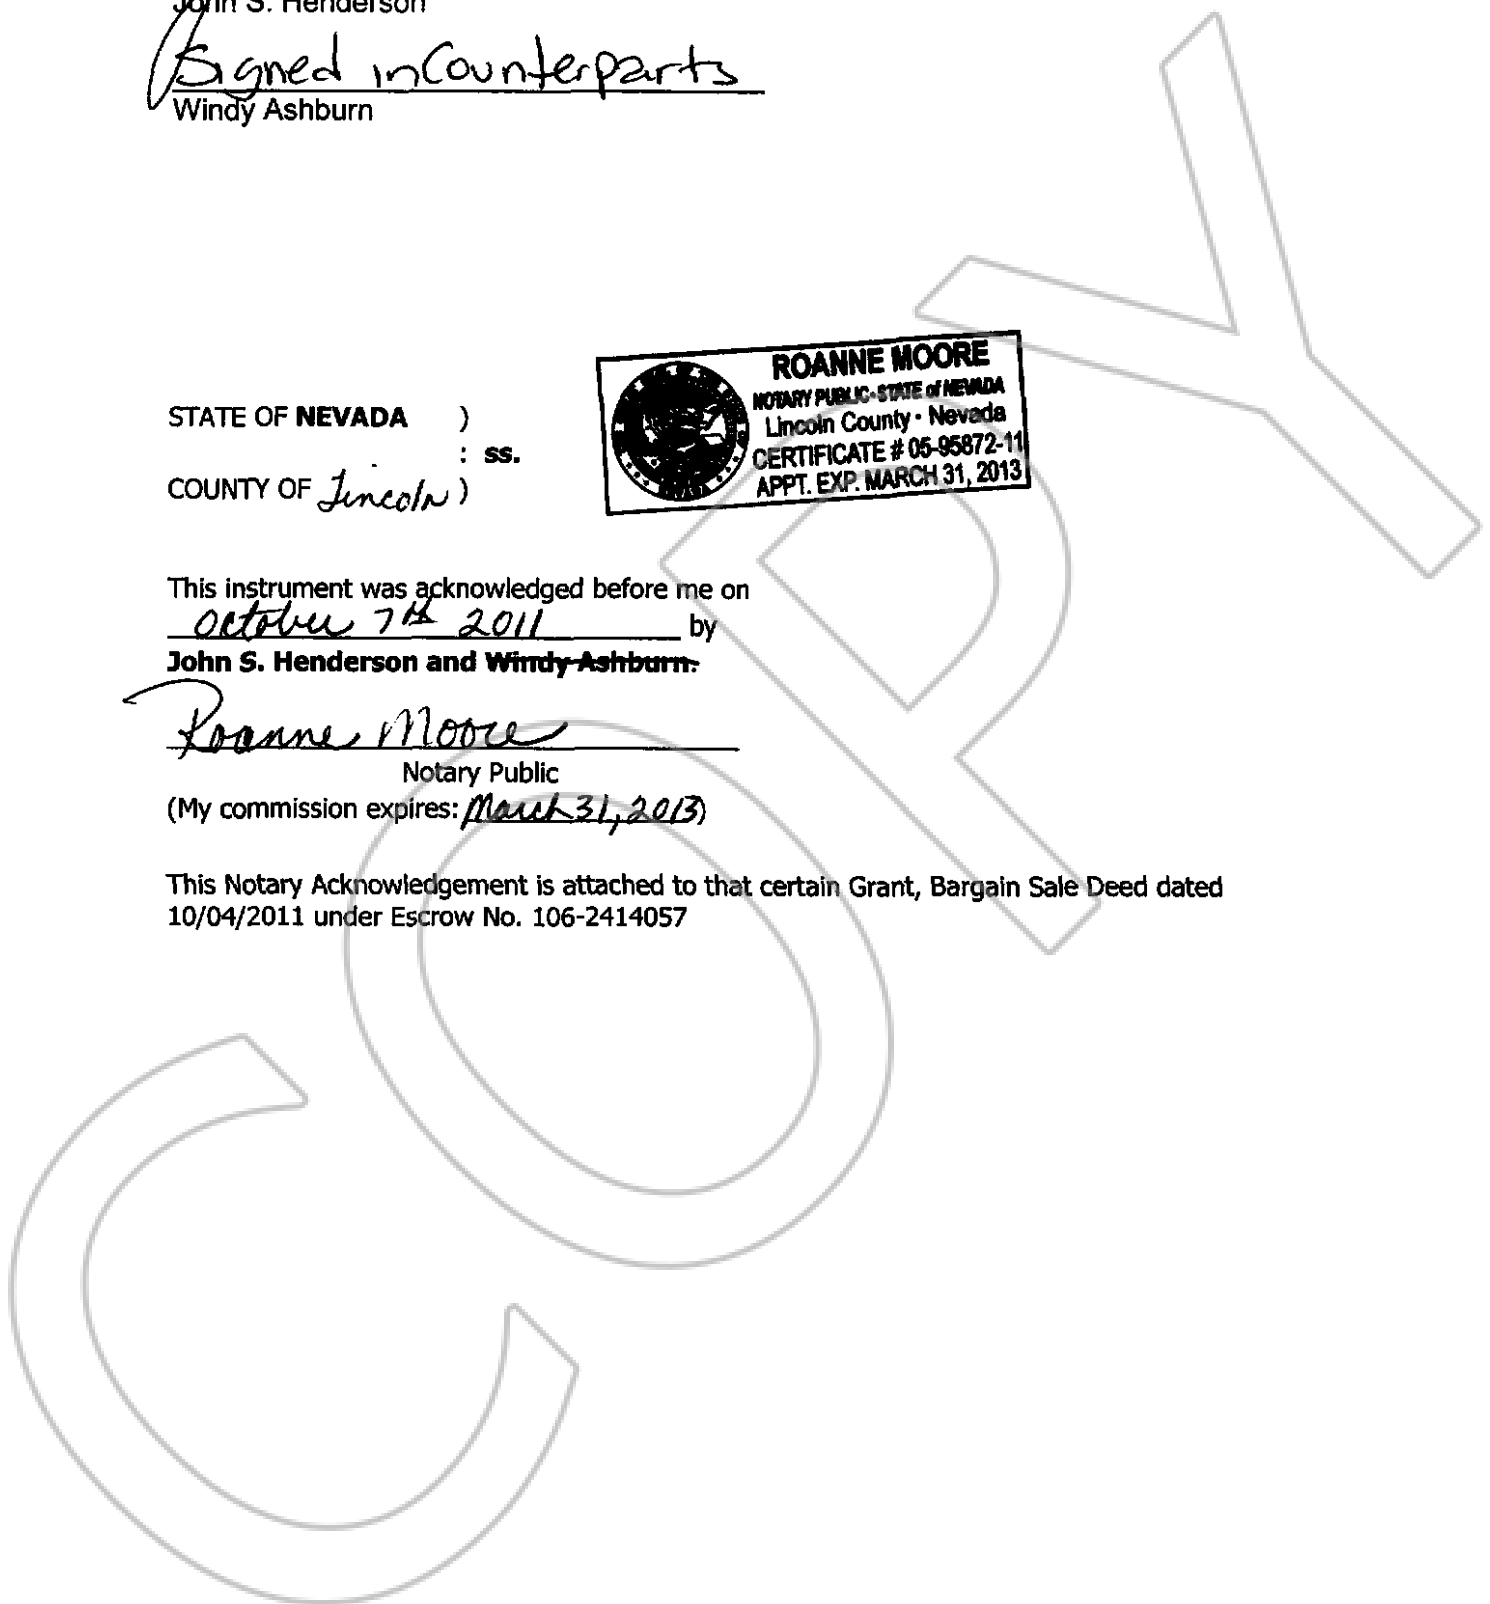 John S. Henderson
Signed in Counterparts
Windy Ashburn
ROANNE MOORE
NOTARY PUBLIC • STATE of NEVADA
Lincoln County • Nevada
CERTIFICATE # 05-95872-11
APPT. EXP. MARCH 31, 2013
STATE OF NEVADA )
: ss.
COUNTY OF Lincoln )
This instrument was acknowledged before me on
October 7th 2011 by
John S. Henderson and Windy Ashburn.
Roanne Moore
Notary Public
(My commission expires: March 31, 2013)
This Notary Acknowledgement is attached to that certain Grant, Bargain Sale Deed dated
10/04/2011 under Escrow No. 106-2414057
COPY